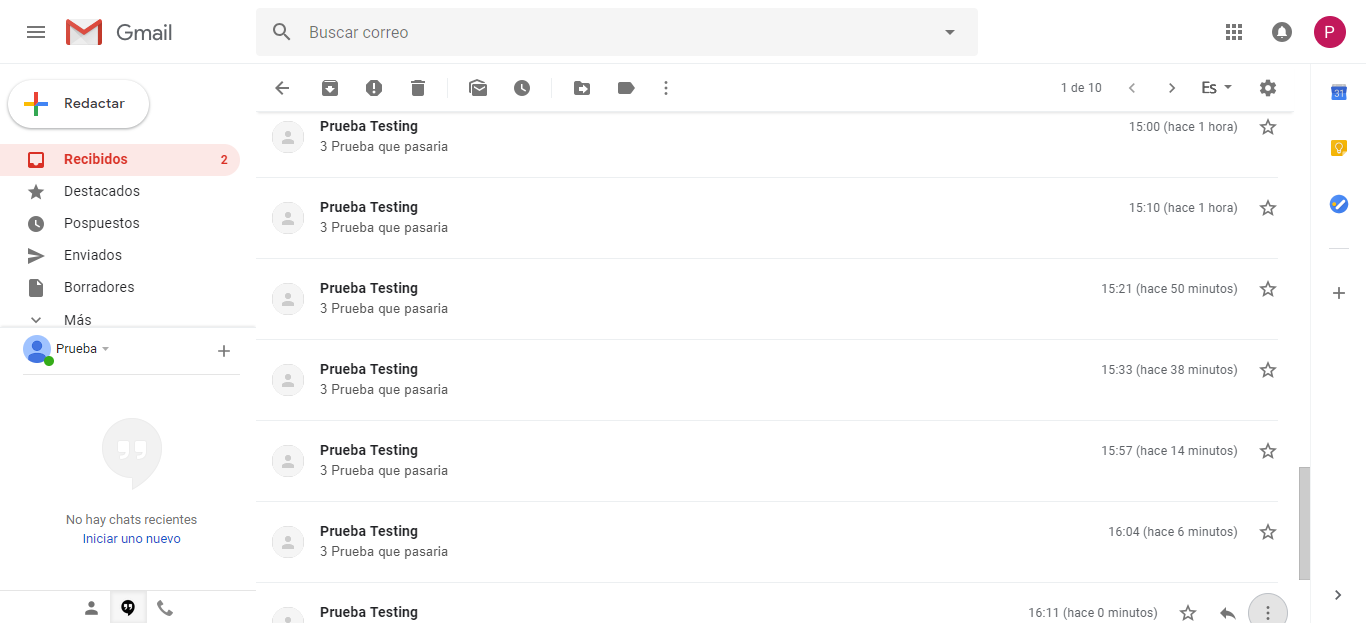 Gmail
Buscar correo
P
Redactar
1 de 10
Es
31
Recibidos 2
Destacados
Pospuestos
Enviados
Borradores
Más
Prueba
No hay chats recientes
Iniciar uno nuevo
Prueba Testing 15:00 (hace 1 hora)
3 Prueba que pasaria
Prueba Testing 15:10 (hace 1 hora)
3 Prueba que pasaria
Prueba Testing 15:21 (hace 50 minutos)
3 Prueba que pasaria
Prueba Testing 15:33 (hace 38 minutos)
3 Prueba que pasaria
Prueba Testing 15:57 (hace 14 minutos)
3 Prueba que pasaria
Prueba Testing 16:04 (hace 6 minutos)
3 Prueba que pasaria
Prueba Testing 16:11 (hace 0 minutos)